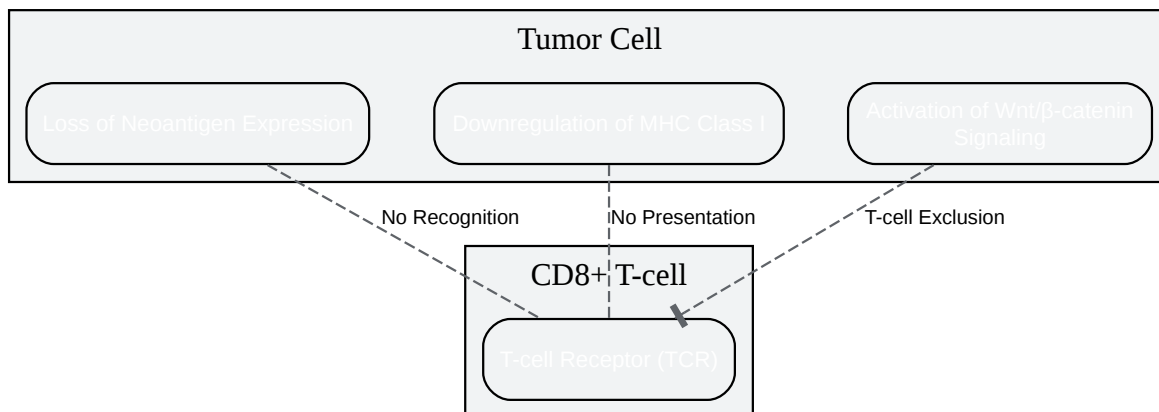 Tumor Cell
Loss of Neoantigen Expression
Downregulation of MHC Class I
Activation of Wnt/β-catenin
Signaling
No Recognition
No Presentation
T-cell Exclusion
CD8+ T-cell
T-cell Receptor (TCR)